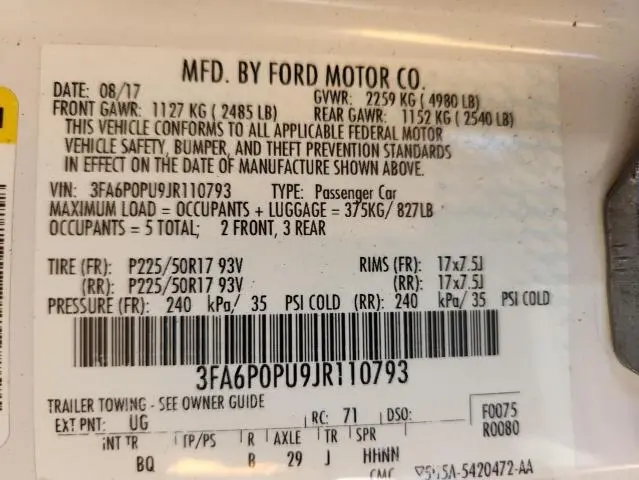 MFD. BY FORD MOTOR CO.
DATE: 08/17 GVWR: 2259 KG ( 4980 LB)
FRONT GAWR: 1127 KG ( 2485 LB) REAR GAWR: 1152 KG ( 2540 LB)
THIS VEHICLE CONFORMS TO ALL APPLICABLE FEDERAL MOTOR
VEHICLE SAFETY, BUMPER, AND THEFT PREVENTION STANDARDS
IN EFFECT ON THE DATE OF MANUFACTURE SHOWN ABOVE.
VIN: 3FA6P0PU9JR110793 TYPE: Passenger Car
MAXIMUM LOAD = OCCUPANTS + LUGGAGE = 375KG/ 827LB
OCCUPANTS = 5 TOTAL; 2 FRONT, 3 REAR
TIRE (FR): P225/50R17 93V RIMS (FR): 17x7.5J
(RR): P225/50R17 93V (RR): 17x7.5J
PRESSURE (FR): 240 kPa/ 35 PSI COLD (RR): 240 kPa/ 35 PSI COLD
3FA6P0PU9JR110793
TRAILER TOWING - SEE OWNER GUIDE
EXT PNT: UG RC: 71 DSO: F0075
R0080
INT TR TP/PS R AXLE TR SPR
BQ B 29 J HHNN